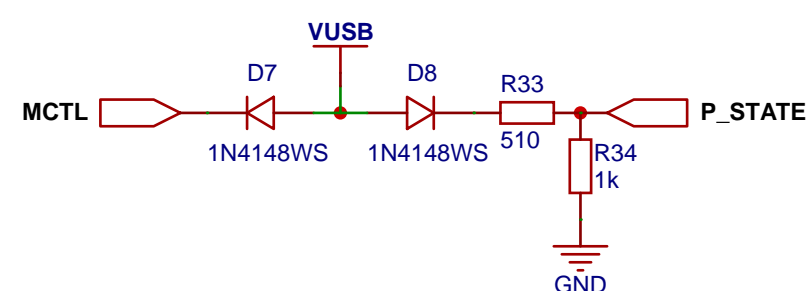 VUSB
D7
D8
R33
MCTL
P_STATE
1N4148WS
1N4148WS
510
R34
1k
GND